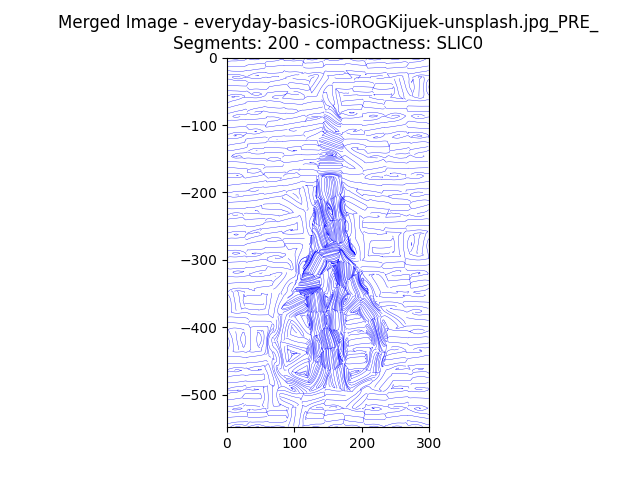 Merged Image - everyday-basics-i0ROGKijuek-unsplash.jpg_PRE_
Segments: 200 - compactness: SLIC0
0
−100
−200
−300
−400
−500
0 100 200 300